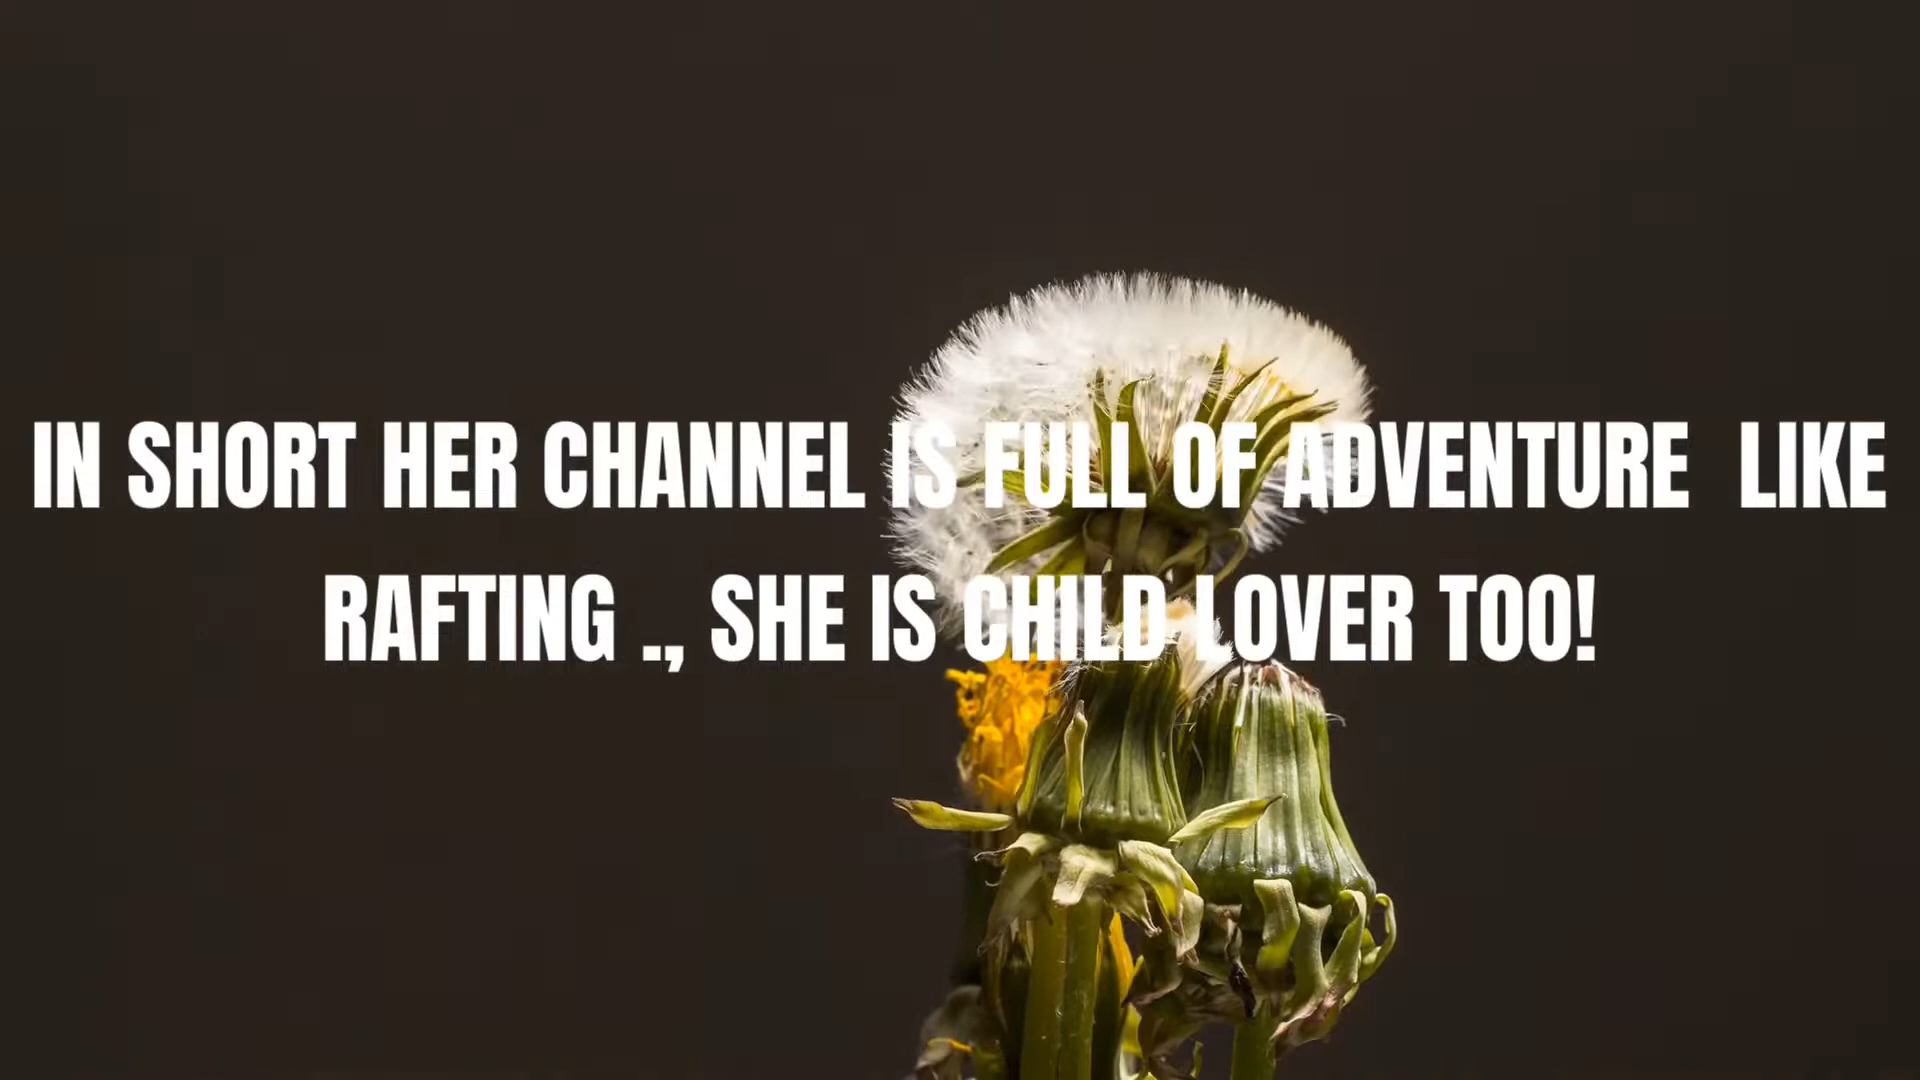 IN SHORT HER CHANNEL IS FULL OF ADVENTURE  LIKE
RAFTING ., SHE IS CHILD LOVER TOO!